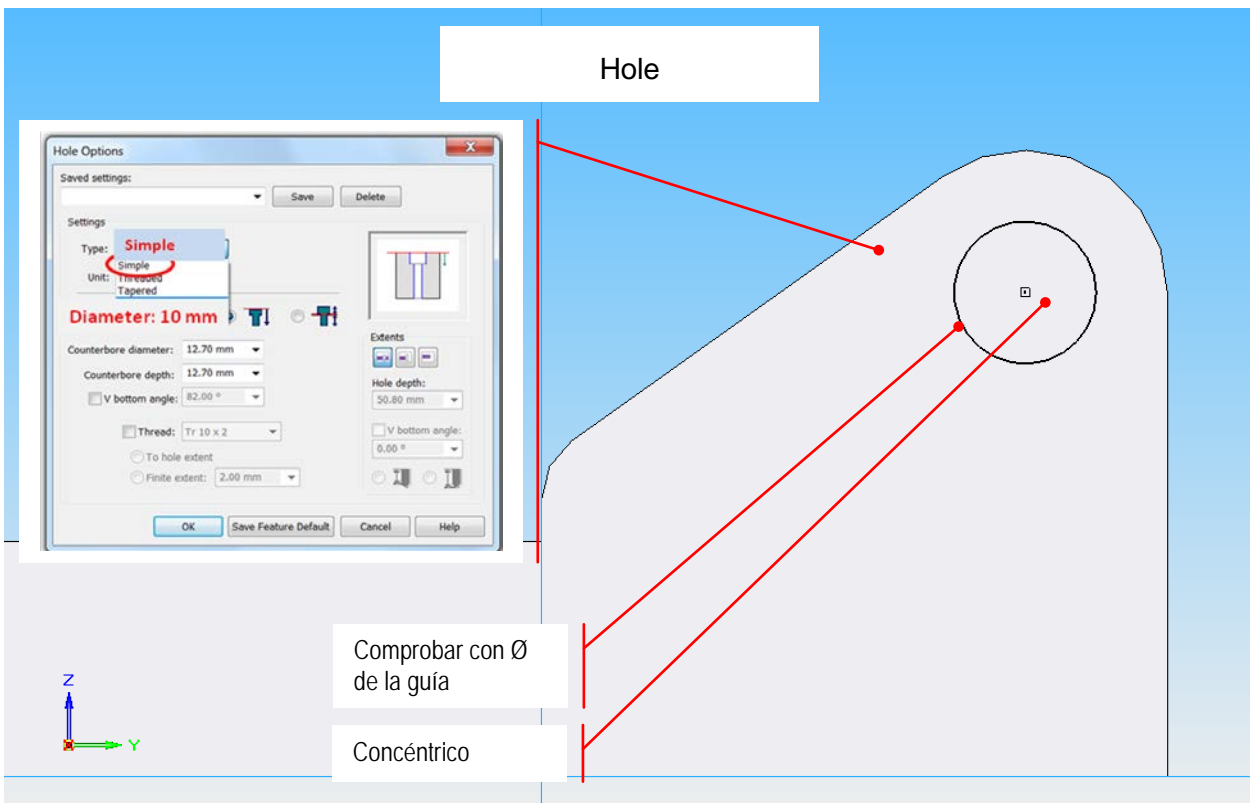 Hole
Hole Options
Saved settings:
Save
Delete
Settings
Type:
Simple
Simple
Threaded
Tapered
Unit:
Diameter: 10 mm
Counterbore diameter:
12.70 mm
Counterbore depth:
12.70 mm
V bottom angle:
82.00 °
Thread:
Tr 10 x 2
To hole extent
Finite extent:
2.00 mm
Extents
Hole depth:
50.80 mm
V bottom angle:
0.00 °
OK
Save Feature Default
Cancel
Help
Comprobar con Ø
de la guía
Concéntrico
Z
Y